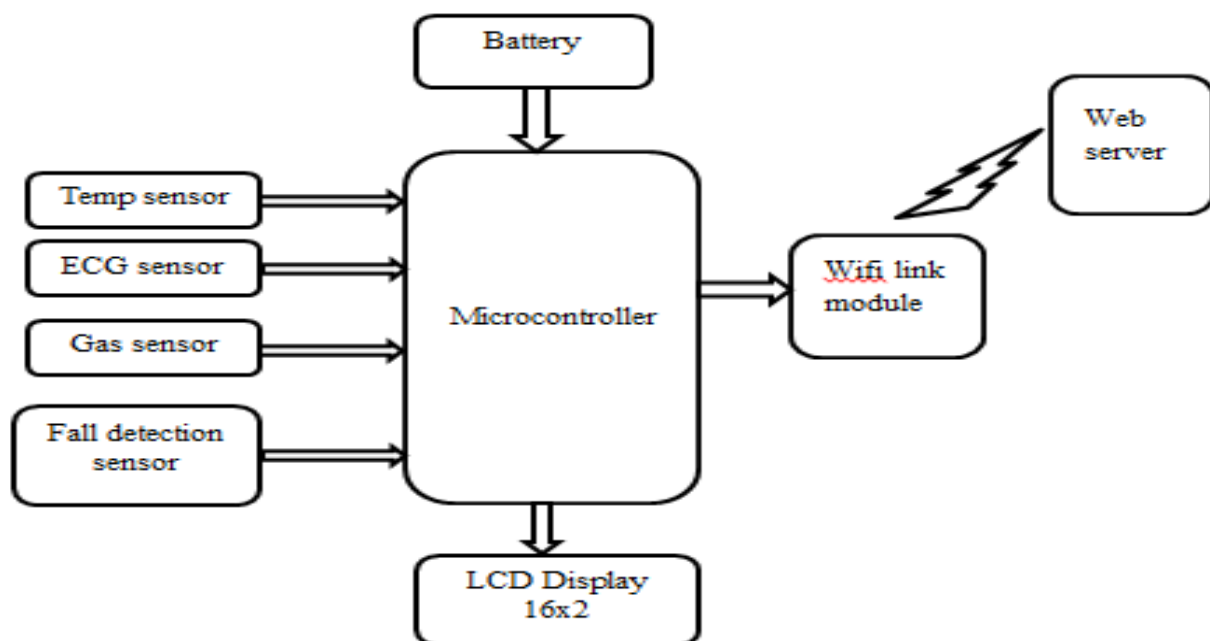 Battery
Web
server
Temp sensor
ECG sensor
Gas sensor
Fall detection
sensor
Microcontroller
Wifi link
module
LCD Display
16x2